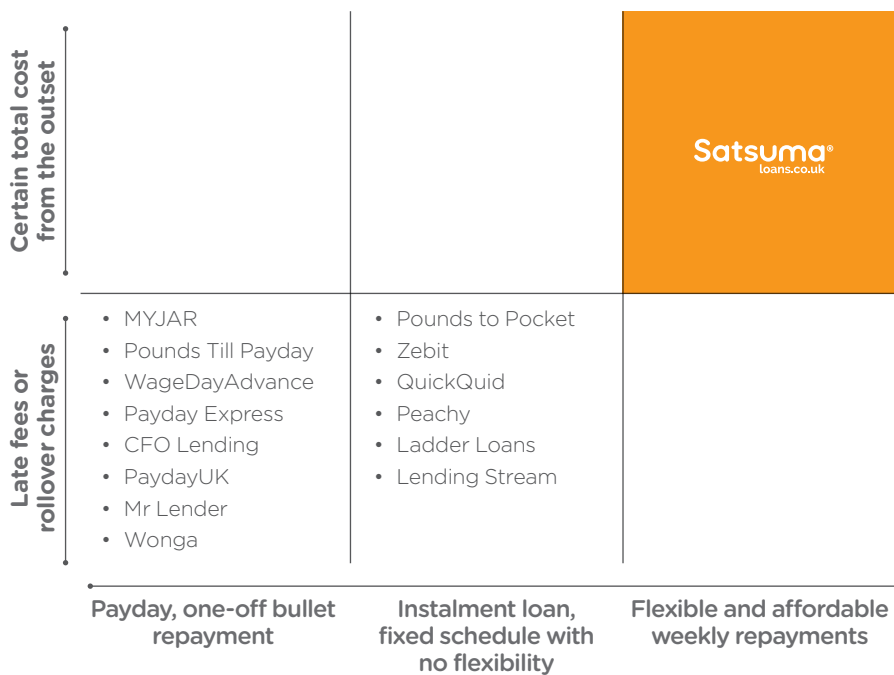 Certain total cost
from the outset
Satsuma®
loans.co.uk
Late fees or
rollover charges
• MYJAR
• Pounds Till Payday
• WageDayAdvance
• Payday Express
• CFO Lending
• PaydayUK
• Mr Lender
• Wonga
• Pounds to Pocket
• Zebit
• QuickQuid
• Peachy
• Ladder Loans
• Lending Stream
Payday, one-off bullet
repayment
Instalment loan,
fixed schedule with
no flexibility
Flexible and affordable
weekly repayments